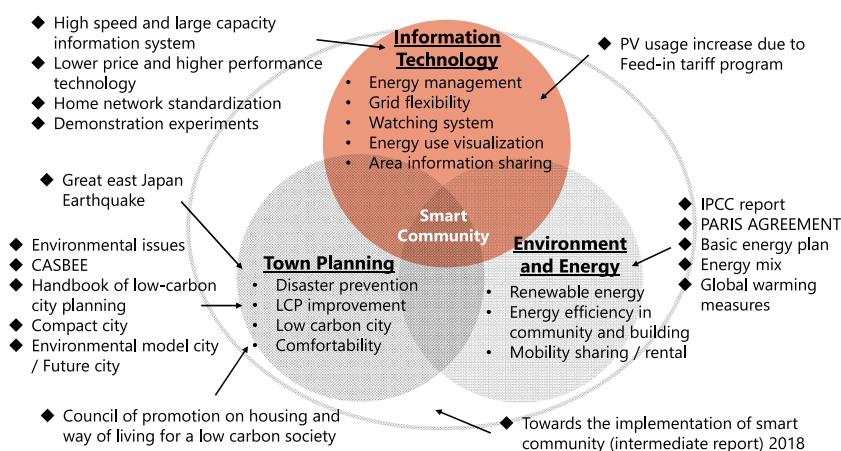 ◆ High speed and large capacity
information system
◆ Lower price and higher performance
technology
◆ Home network standardization
◆ Demonstration experiments
Information
Technology
• Energy management
• Grid flexibility
• Watching system
• Energy use visualization
• Area information sharing
◆ PV usage increase due to
Feed-in tariff program
◆ Great east Japan
Earthquake
Smart
Community
◆ IPCC report
◆ PARIS AGREEMENT
◆ Basic energy plan
◆ Energy mix
◆ Global warming
measures
◆ Environmental issues
◆ CASBEE
◆ Handbook of low-carbon
city planning
◆ Compact city
◆ Environmental model city
/ Future city
Town Planning
• Disaster prevention
• LCP improvement
• Low carbon city
• Comfortability
Environment
and Energy
• Renewable energy
• Energy efficiency in
community and building
• Mobility sharing / rental
◆ Council of promotion on housing and
way of living for a low carbon society
◆ Towards the implementation of smart
community (intermediate report) 2018